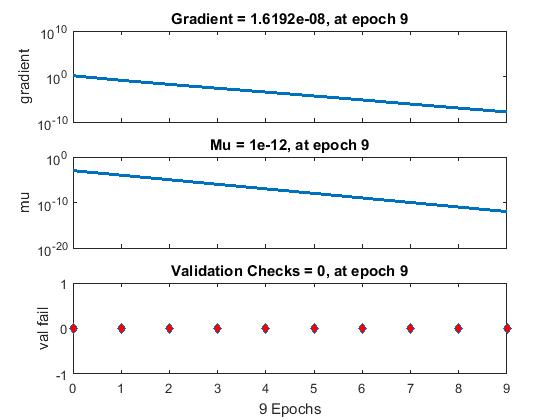 Gradient = 1.6192e-08, at epoch 9
10^10
10^0
10^-10
gradient
Mu = 1e-12, at epoch 9
10^0
10^-10
10^-20
mu
Validation Checks = 0, at epoch 9
1
0
-1
val fail
0 1 2 3 4 5 6 7 8 9
9 Epochs